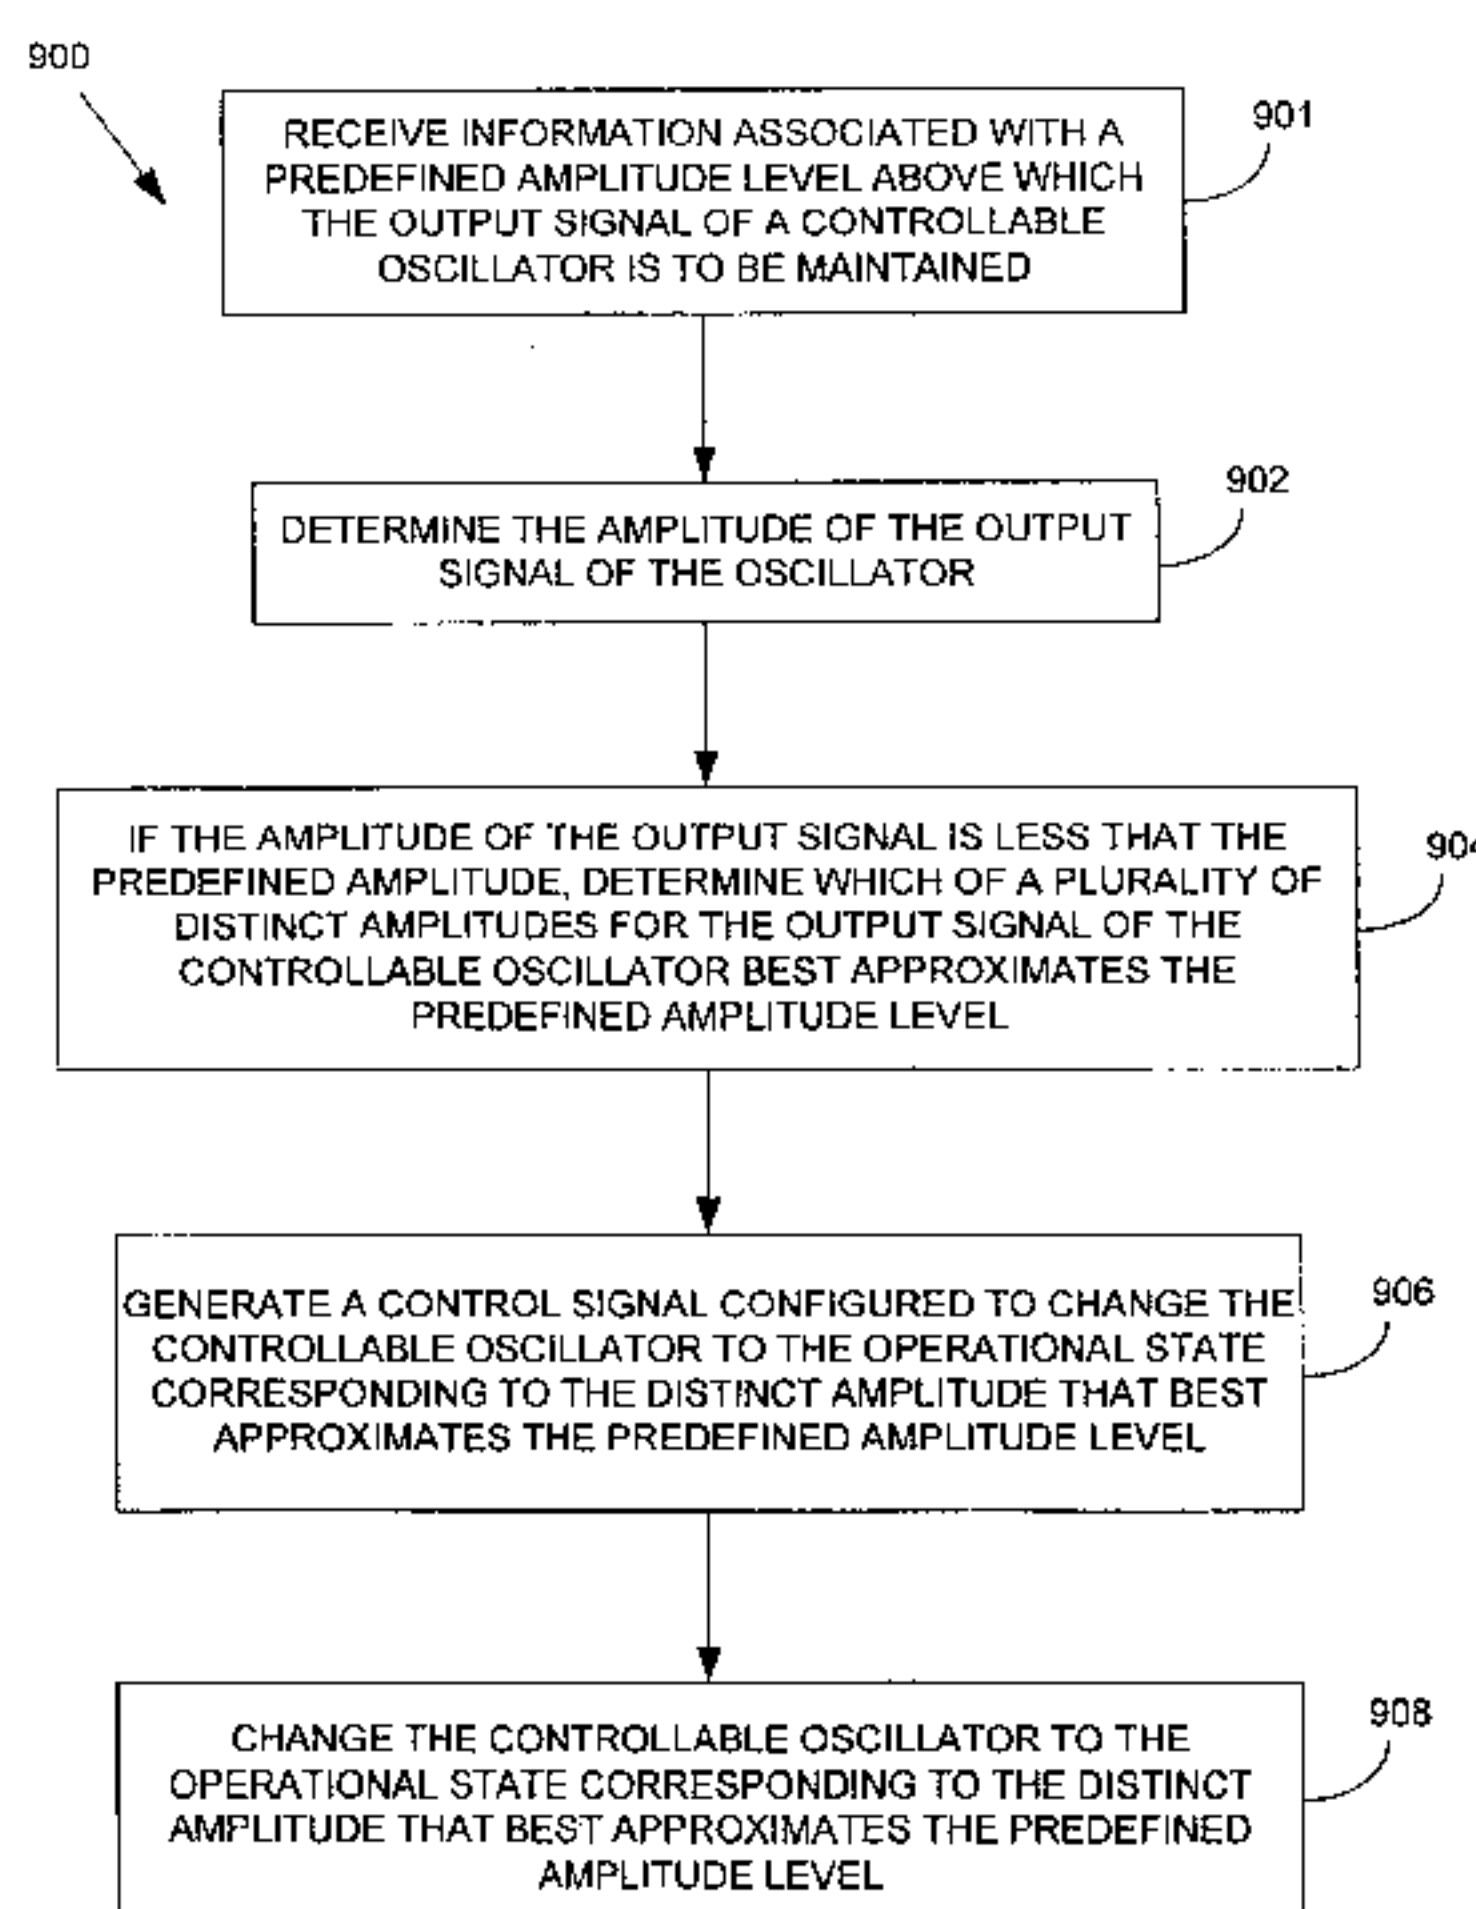 900
RECEIVE INFORMATION ASSOCIATED WITH A
PREDEFINED AMPLITUDE LEVEL ABOVE WHICH
THE OUTPUT SIGNAL OF A CONTROLLABLE
OSCILLATOR IS TO BE MAINTAINED
901
DETERMINE THE AMPLITUDE OF THE OUTPUT
SIGNAL OF THE OSCILLATOR
902
IF THE AMPLITUDE OF THE OUTPUT SIGNAL IS LESS THAT THE
PREDEFINED AMPLITUDE, DETERMINE WHICH OF A PLURALITY OF
DISTINCT AMPLITUDES FOR THE OUTPUT SIGNAL OF THE
CONTROLLABLE OSCILLATOR BEST APPROXIMATES THE
PREDEFINED AMPLITUDE LEVEL
904
GENERATE A CONTROL SIGNAL CONFIGURED TO CHANGE THE
CONTROLLABLE OSCILLATOR TO THE OPERATIONAL STATE
CORRESPONDING TO THE DISTINCT AMPLITUDE THAT BEST
APPROXIMATES THE PREDEFINED AMPLITUDE LEVEL
906
CHANGE THE CONTROLLABLE OSCILLATOR TO THE
OPERATIONAL STATE CORRESPONDING TO THE DISTINCT
AMPLITUDE THAT BEST APPROXIMATES THE PREDEFINED
AMPLITUDE LEVEL
908